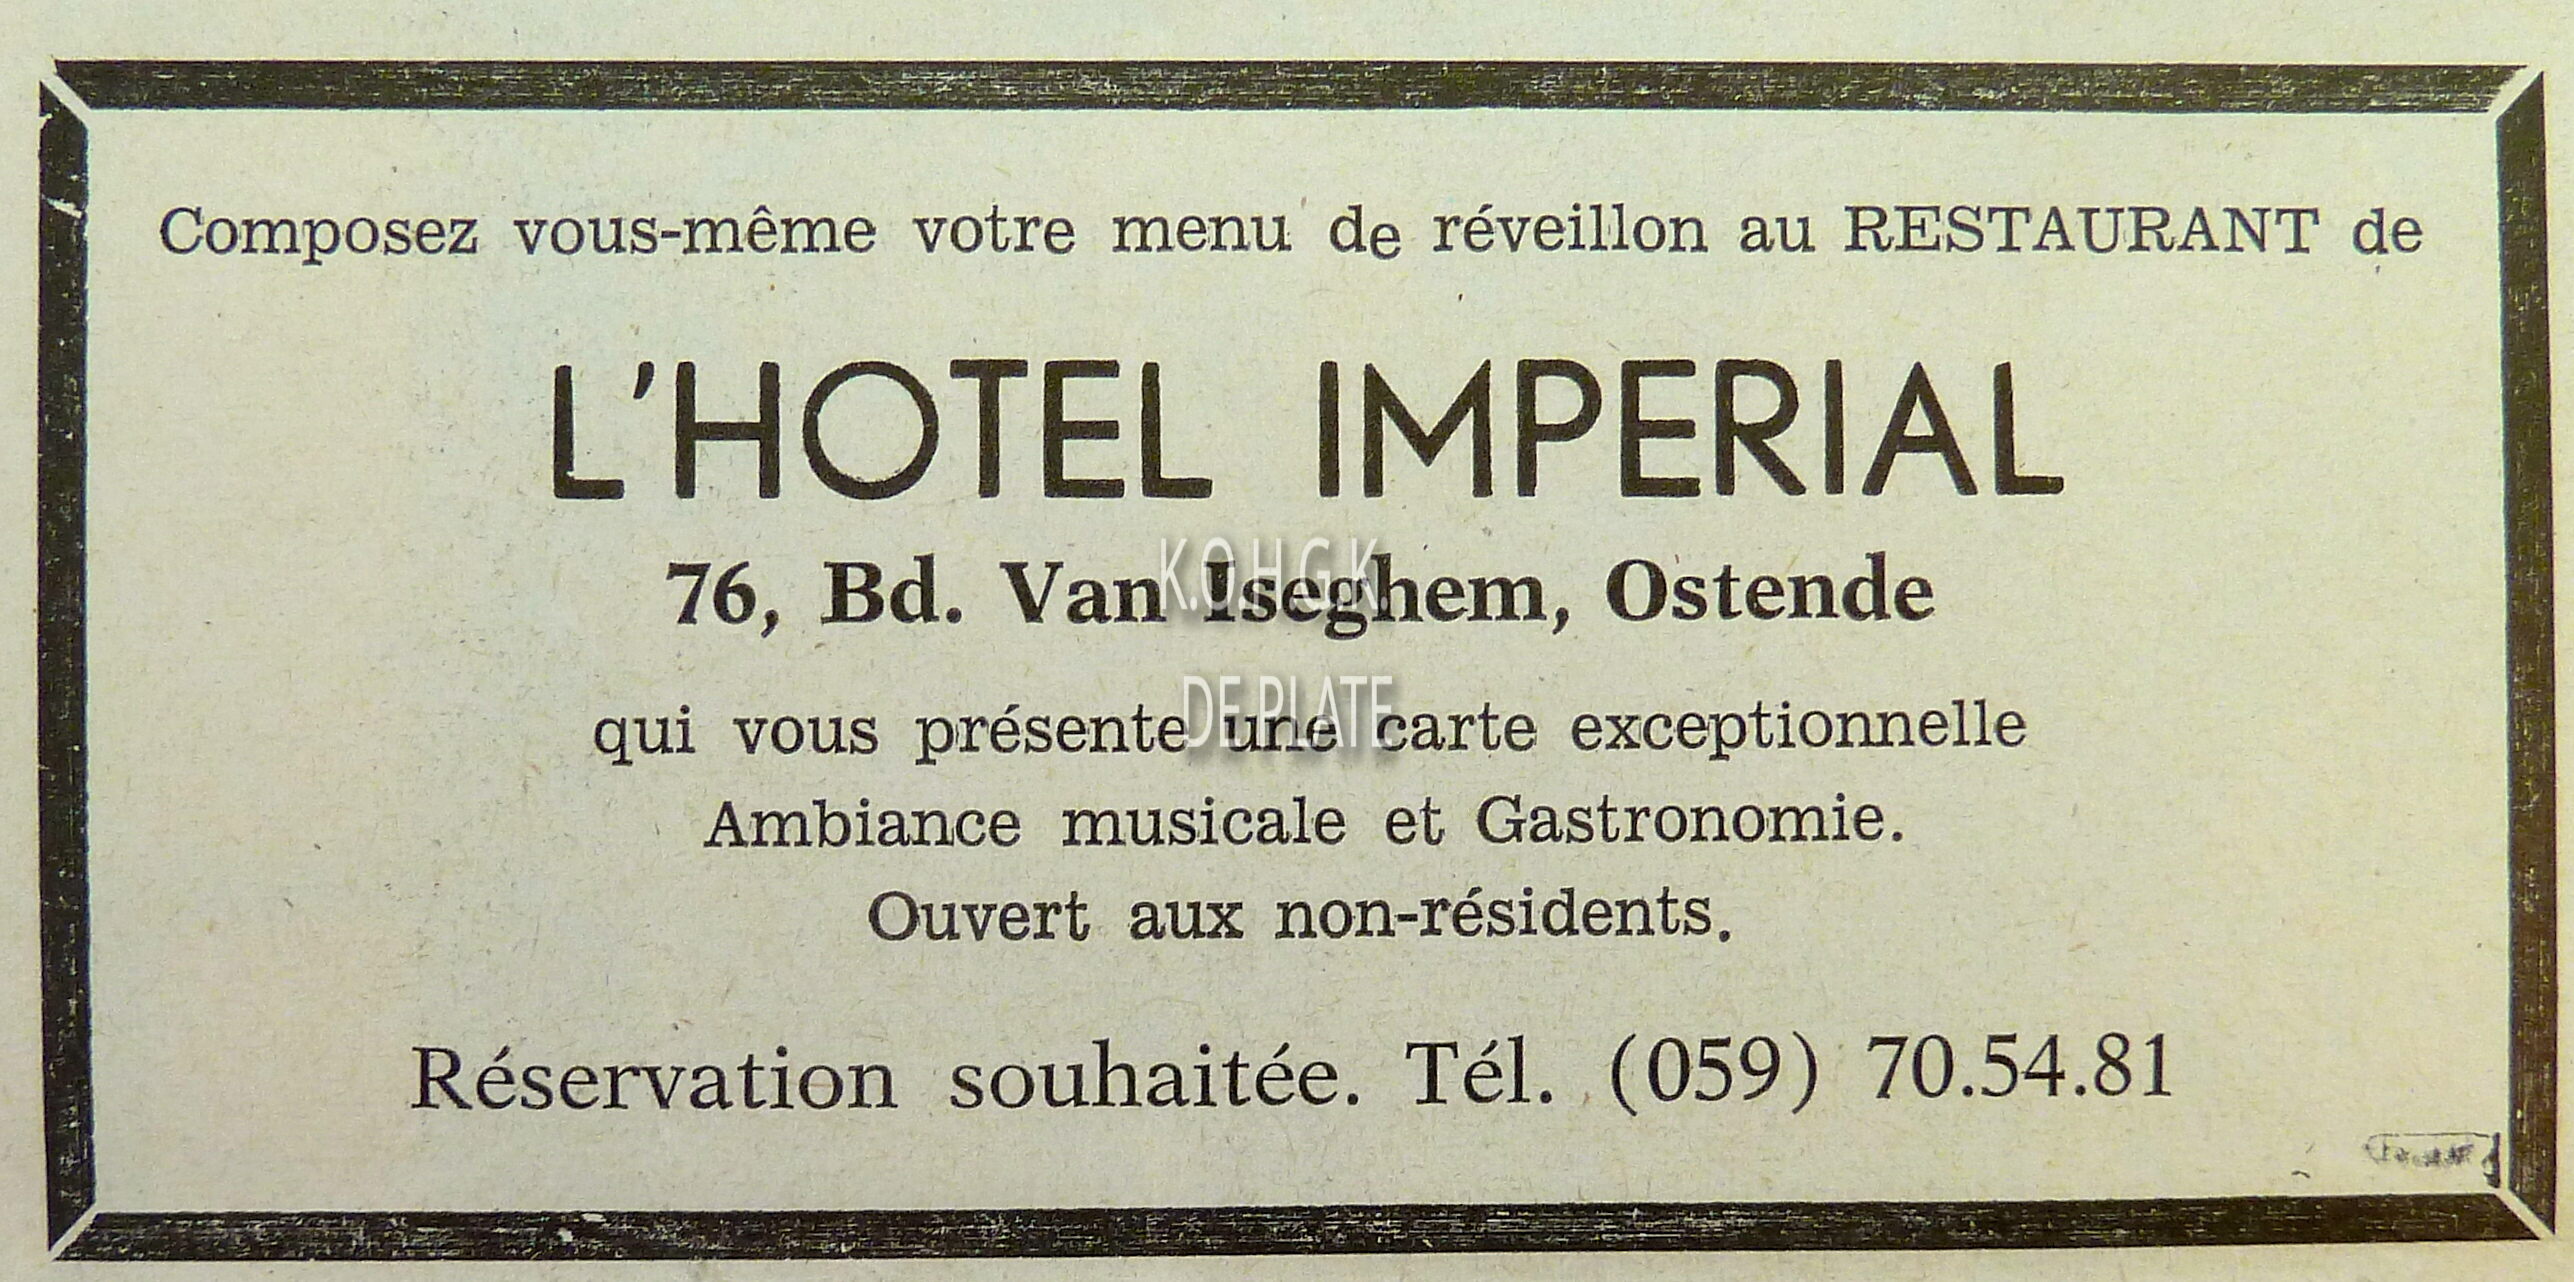 Composez vous-même votre menu de réveillon au RESTAURANT de
L'HOTEL IMPERIAL
76, Bd. Van Iseghem, Ostende
K.O.H.G.K.
DE PLATE
qui vous présente une carte exceptionnelle
Ambiance musicale et Gastronomie.
Ouvert aux non-résidents.
Réservation souhaitée. Tél. (059) 70.54.81